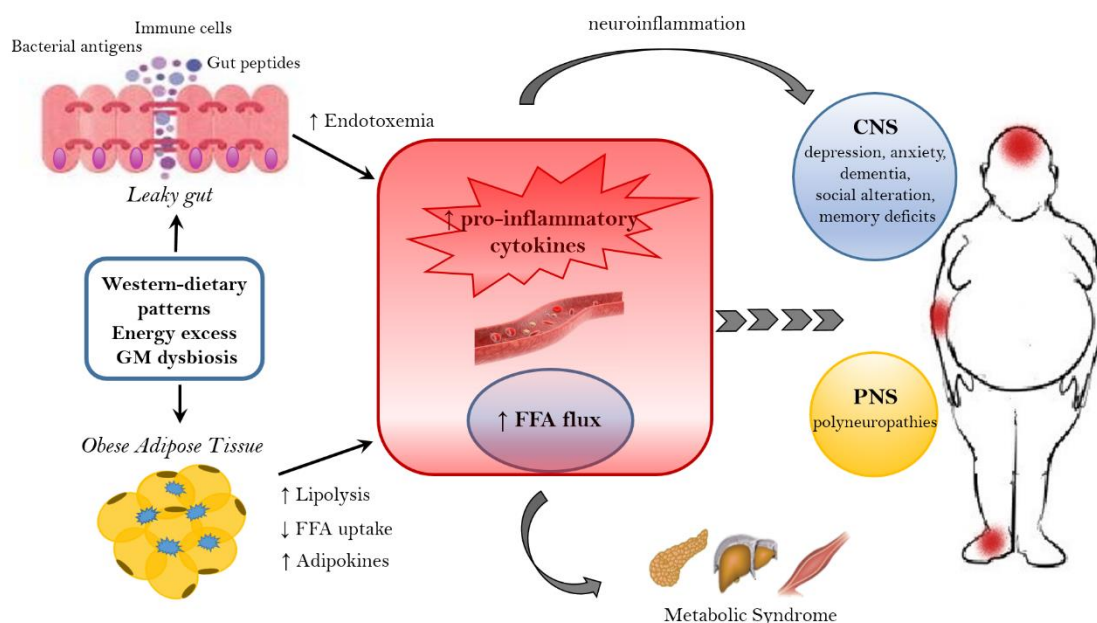 Immune cells
Bacterial antigens
Gut peptides
Leaky gut
↑ Endotoxemia
Western-dietary
patterns
Energy excess
GM dysbiosis
Obese Adipose Tissue
↑ Lipolysis
↓ FFA uptake
↑ Adipokines
↑ pro-inflammatory
cytokines
↑ FFA flux
neuroinflammation
CNS
depression, anxiety,
dementia,
social alteration,
memory deficits
PNS
polyneuropathies
Metabolic Syndrome